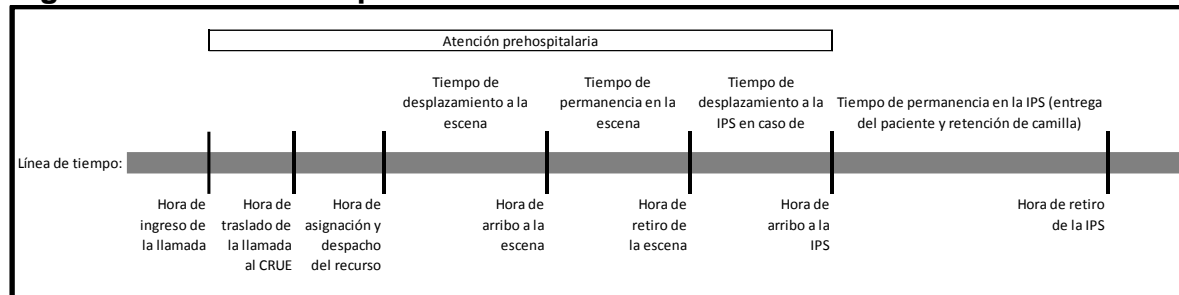 Atención prehospitalaria
Tiempo de
desplazamiento a la
escena
Tiempo de
permanencia en la
escena
Tiempo de
desplazamiento a la
IPS en caso de
Tiempo de permanencia en la IPS (entrega
del paciente y retención de camilla)
Línea de tiempo:
Hora de
ingreso de
la llamada
Hora de
traslado de
la llamada
al CRUE
Hora de
asignación y
despacho
del recurso
Hora de
arribo a la
escena
Hora de
retiro de
la escena
Hora de
arribo a la
IPS
Hora de retiro
de la IPS